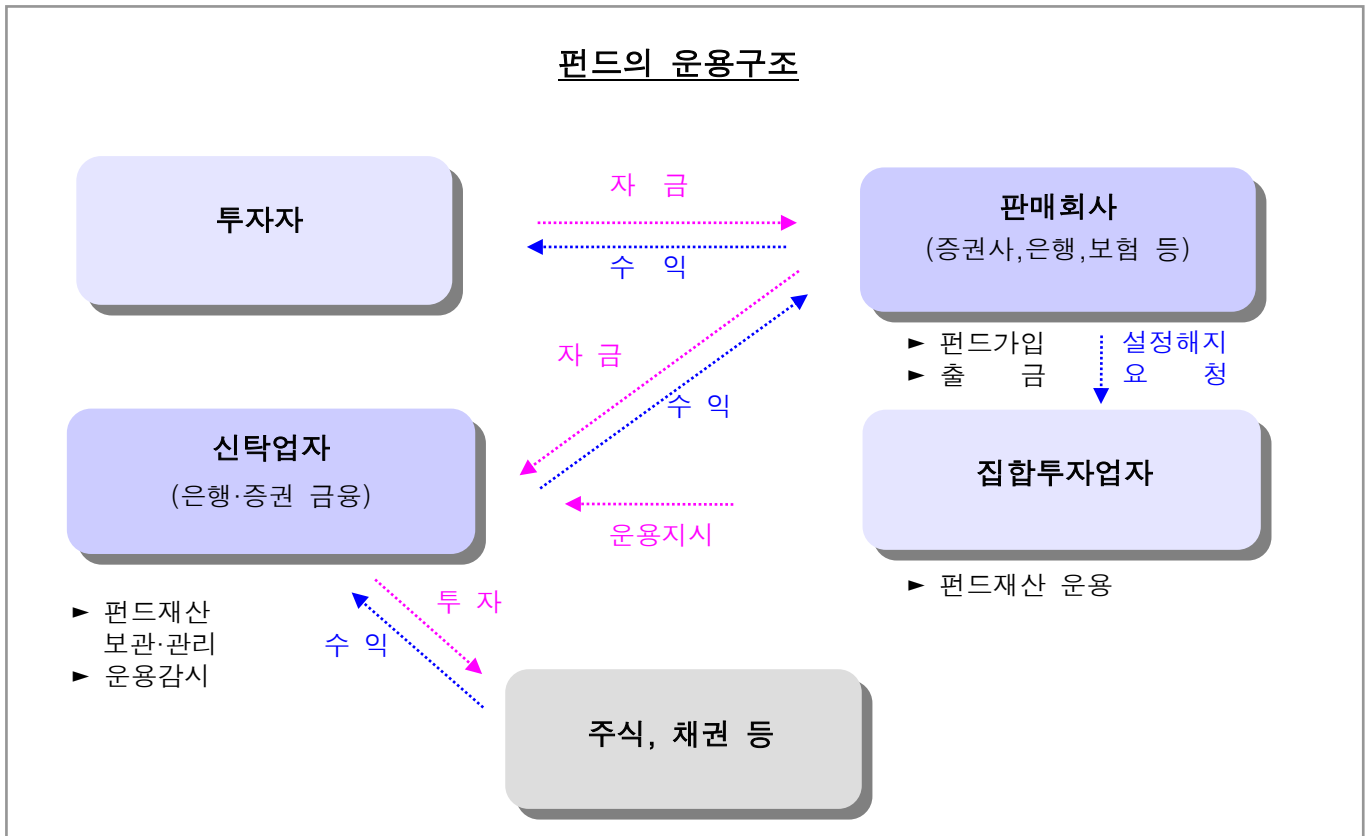 펀드의 운용구조
투자자
자 금
수 익
판매회사
(증권사,은행,보험 등)
► 펀드가입
► 출 금
설정해지
요 청
자 금
수 익
신탁업자
(은행·증권 금융)
운용지시
집합투자업자
► 펀드재산 운용
► 펀드재산
보관·관리
► 운용감시
투 자
수 익
주식, 채권 등